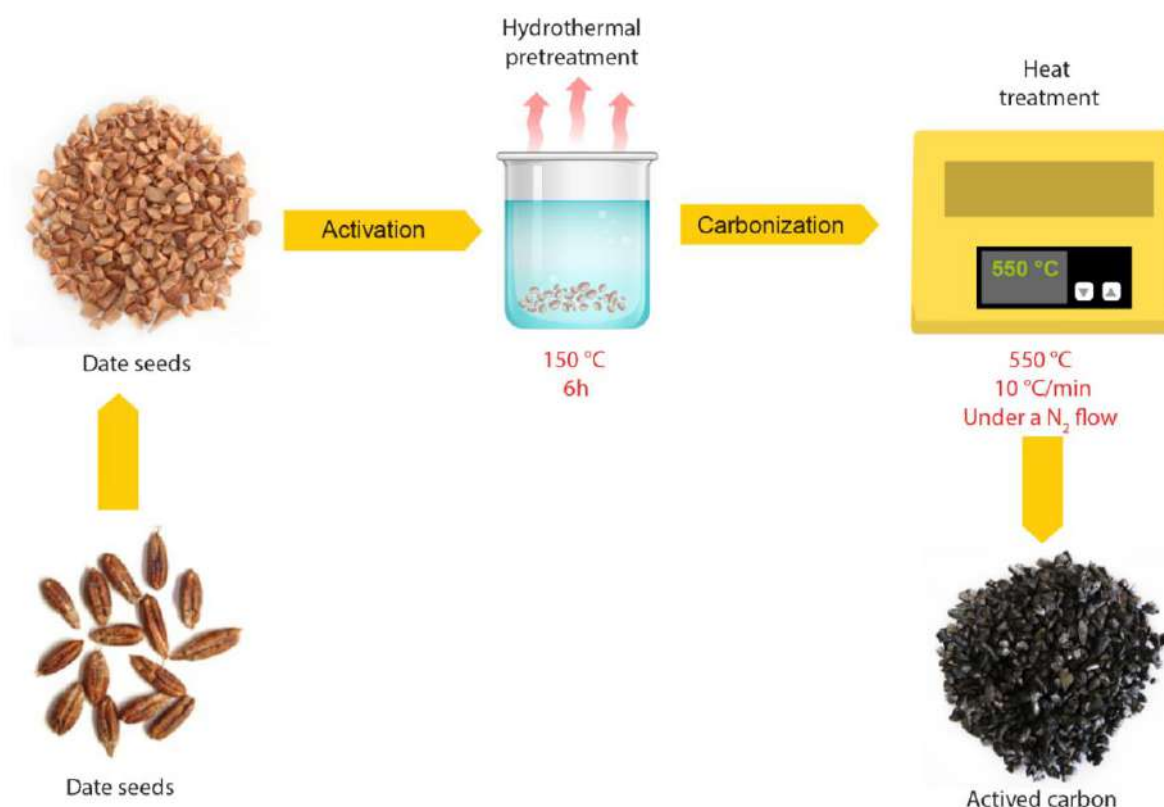 Hydrothermal
pretreatment
Heat
treatment
Activation
Carbonization
550 °C
Date seeds
150 °C
6h
550 °C
10 °C/min
Under a N₂ flow
Date seeds
Actived carbon